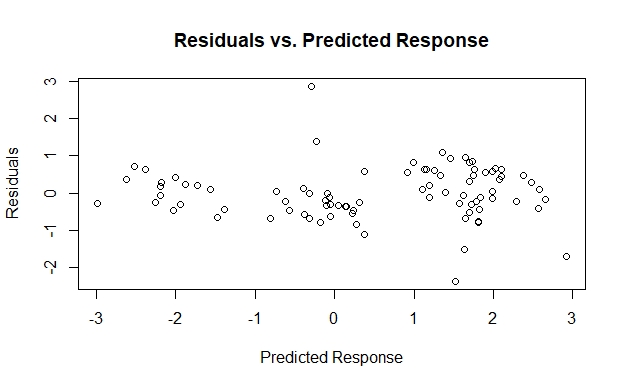 Residuals vs. Predicted Response
3
2
1
0
-1
-2
Residuals
-3 -2 -1 0 1 2 3
Predicted Response